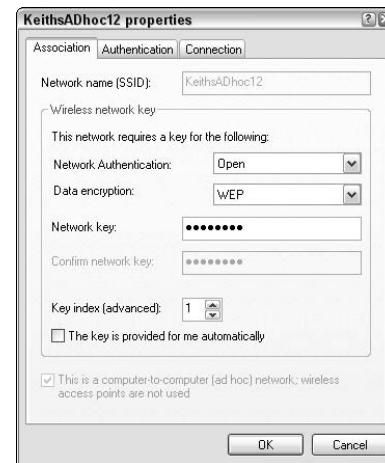 KeithsADhoc12 properties
Association Authentication Connection
Network name (SSID): KeithsADhoc12
Wireless network key
This network requires a key for the following:
Network Authentication: Open
Data encryption: WEP
Network key: ••••••••
Confirm network key: ••••••••
Key index (advanced): 1
The key is provided for me automatically
This is a computer-to-computer (ad hoc) network; wireless
access points are not used
OK Cancel